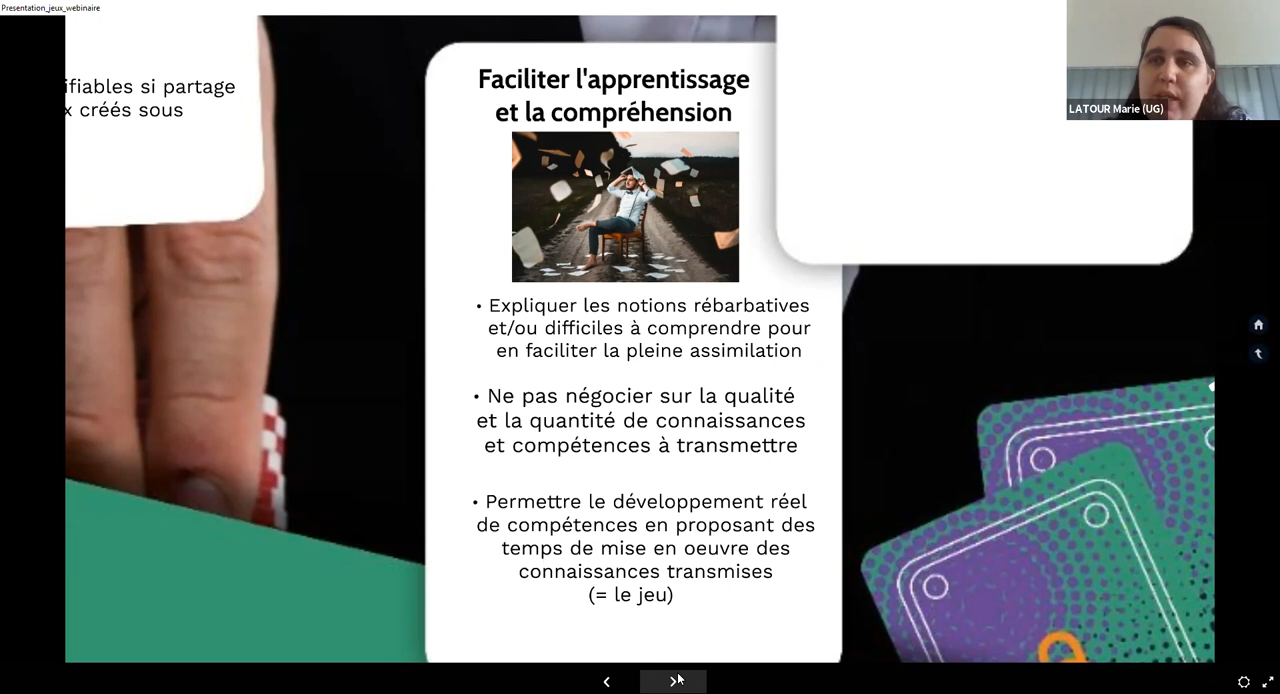 Presentation_jeux_webinaire
ifiables si partage
x créés sous
Faciliter l'apprentissage
et la compréhension
• Expliquer les notions rébarbatives
et/ou difficiles à comprendre pour
en faciliter la pleine assimilation
• Ne pas négocier sur la qualité
et la quantité de connaissances
et compétences à transmettre
• Permettre le développement réel
de compétences en proposant des
temps de mise en oeuvre des
connaissances transmises
(= le jeu)
LATOUR Marie (UG)